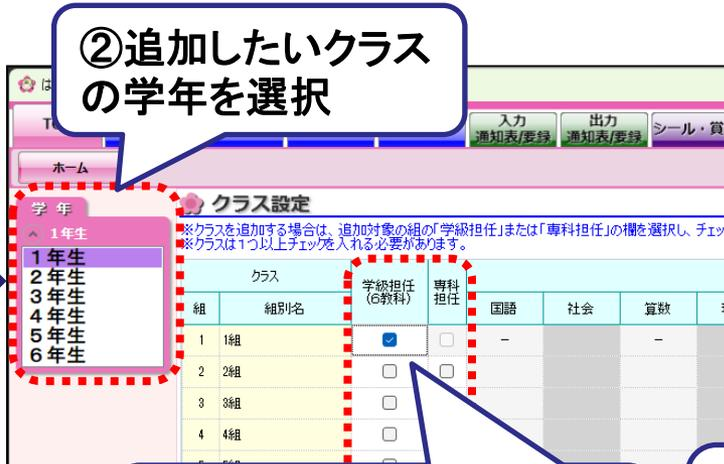 ②追加したいクラス
の学年を選択
は
入力
通知表/要録
出力
通知表/要録
シール・賞
ホーム
学 年
1年生
1年生
2年生
3年生
4年生
5年生
6年生
クラス設定
※クラスを追加する場合は、追加対象の組の「学級担任」または「専科担任」の欄を選択し、チェッ
※クラスは1つ以上チェックを入れる必要があります。
クラス
学級担任
(6教科)
専科
担任
組 組別名 国語 社会 算数
1 1組 － －
2 2組
3 3組
4 4組